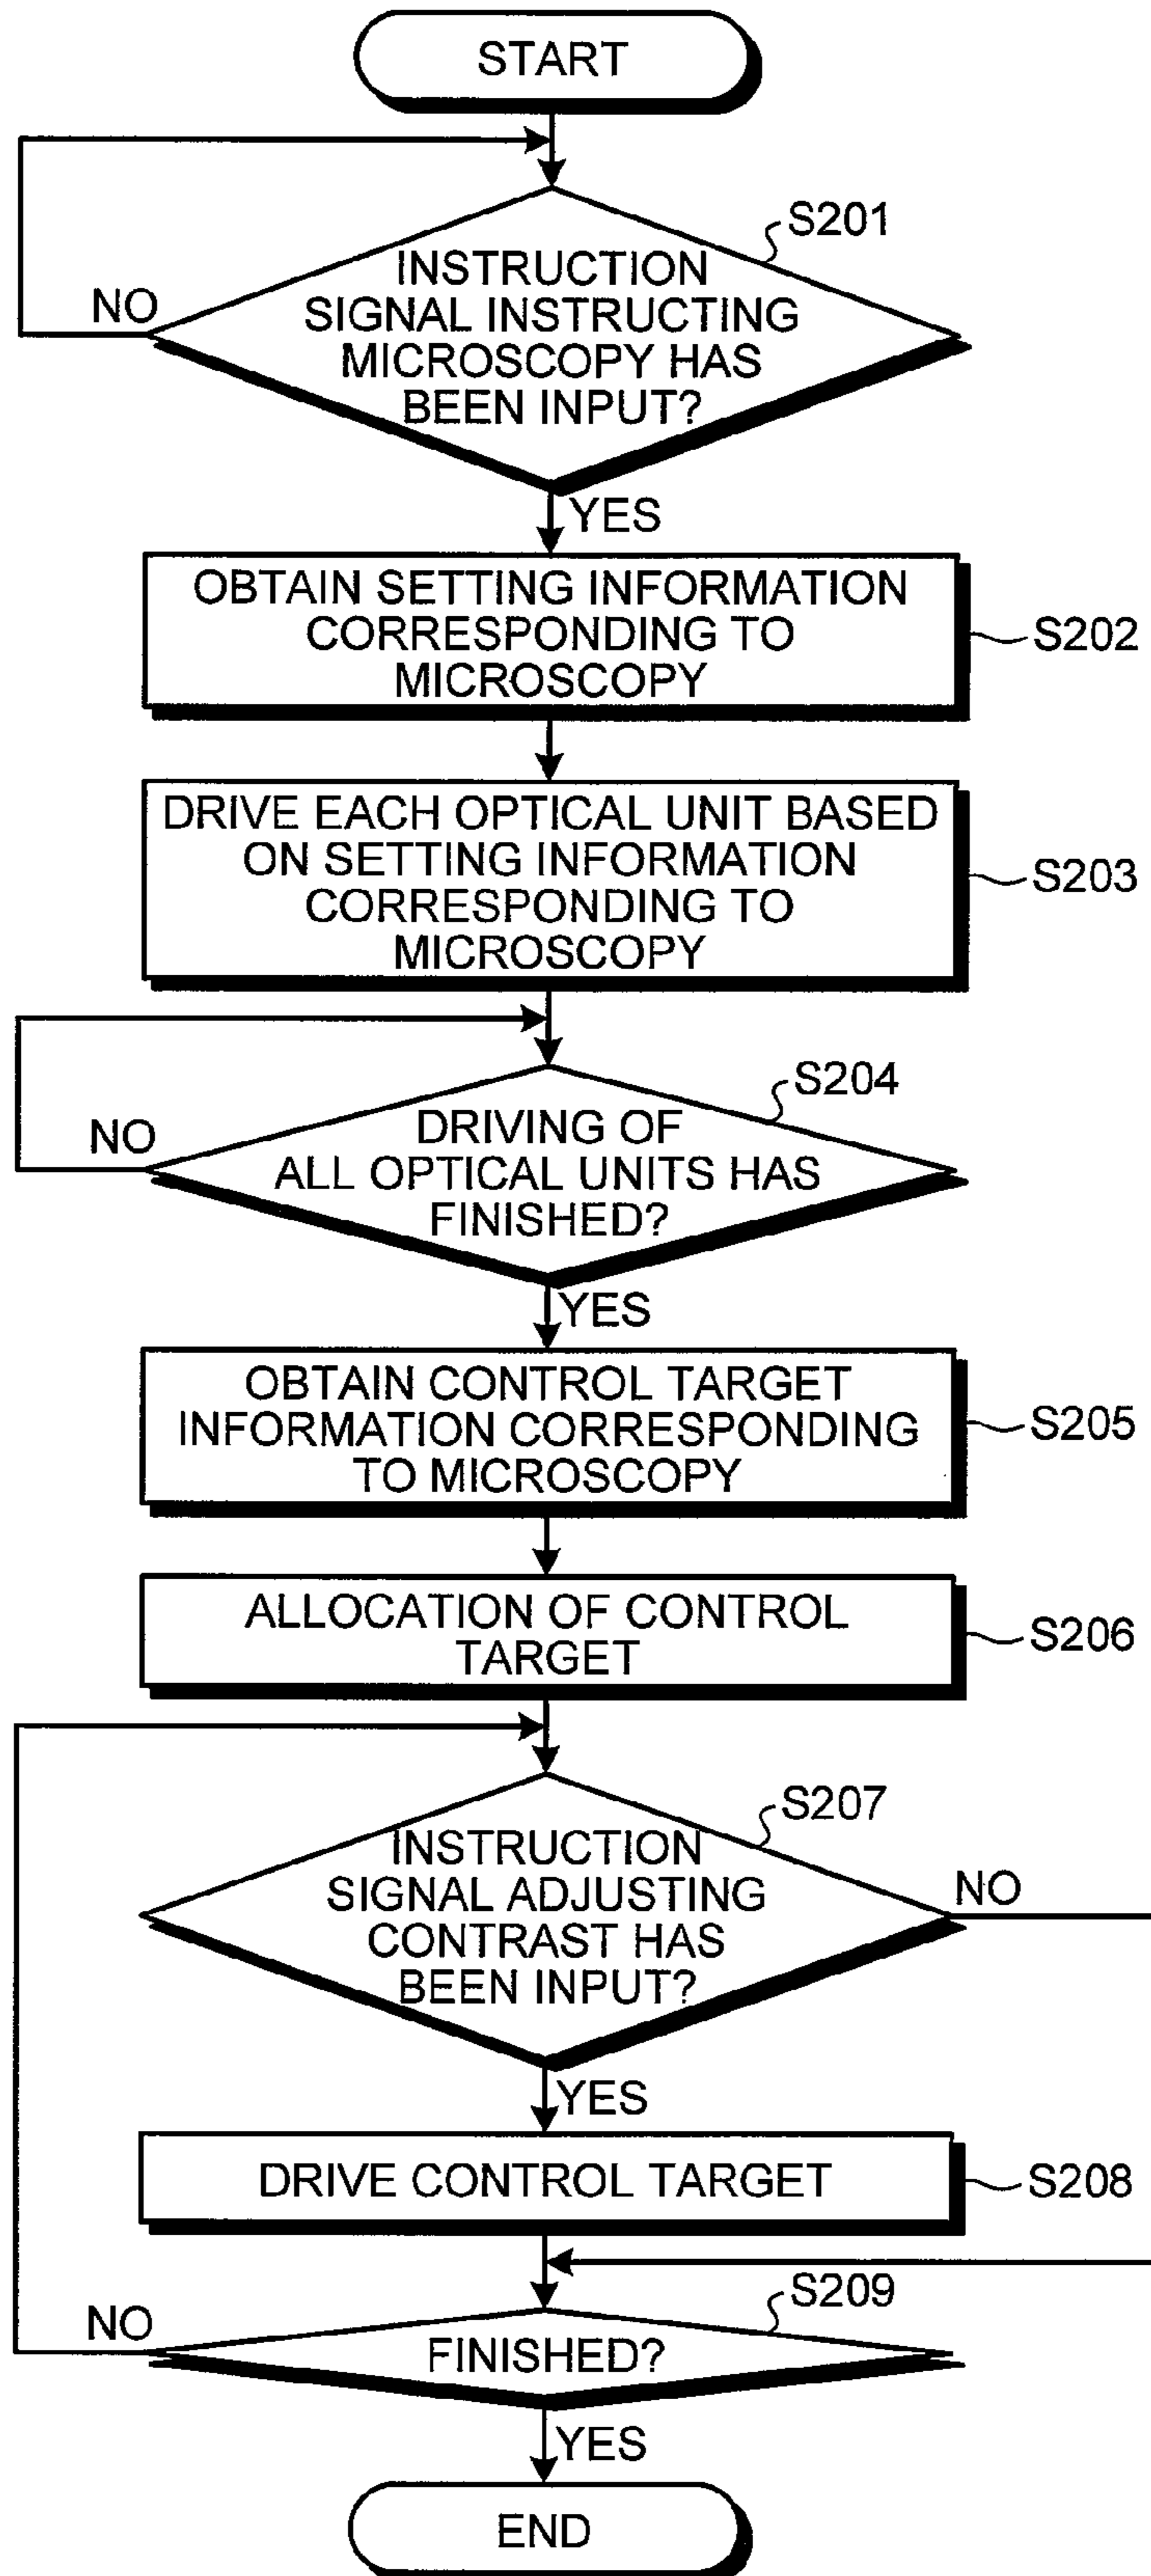 START
S201
INSTRUCTION
SIGNAL INSTRUCTING
MICROSCOPY HAS
BEEN INPUT?
NO
YES
OBTAIN SETTING INFORMATION
CORRESPONDING TO
MICROSCOPY
S202
DRIVE EACH OPTICAL UNIT BASED
ON SETTING INFORMATION
CORRESPONDING TO
MICROSCOPY
S203
S204
DRIVING OF
ALL OPTICAL UNITS HAS
FINISHED?
NO
YES
OBTAIN CONTROL TARGET
INFORMATION CORRESPONDING
TO MICROSCOPY
S205
ALLOCATION OF CONTROL
TARGET
S206
S207
INSTRUCTION
SIGNAL ADJUSTING
CONTRAST HAS
BEEN INPUT?
NO
YES
DRIVE CONTROL TARGET
S208
S209
FINISHED?
NO
YES
END